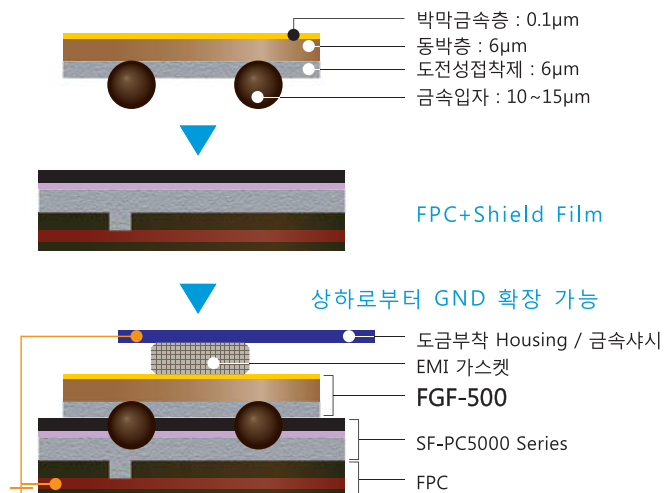 박막금속층 : 0.1μm
동박층 : 6μm
도전성접착제 : 6μm
금속입자 : 10~15μm
FPC+Shield Film
상하로부터 GND 확장 가능
도금부착 Housing / 금속샤시
EMI 가스켓
FGF-500
SF-PC5000 Series
FPC